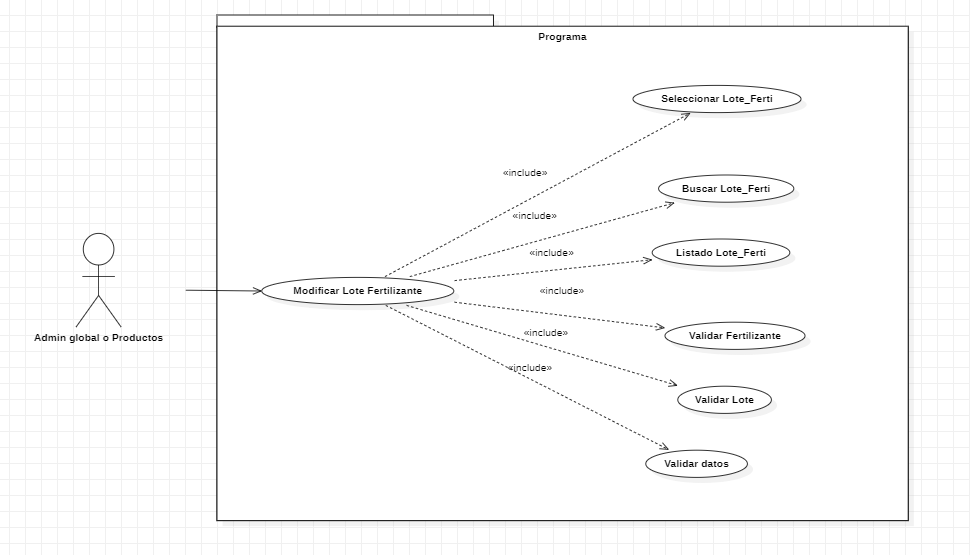 Programa
Seleccionar Lote_Ferti
«include»
Buscar Lote_Ferti
«include»
Listado Lote_Ferti
«include»
Modificar Lote Fertilizante
«include»
Admin global o Productos
Validar Fertilizante
«include»
«include»
Validar Lote
Validar datos